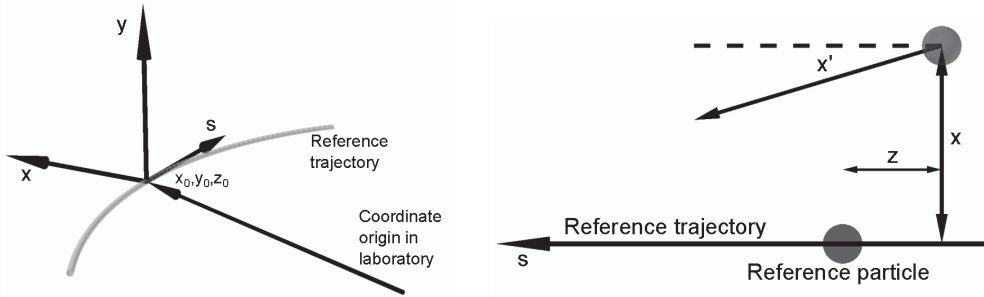 y
s
Reference
trajectory
x
x0,y0,z0
Coordinate
origin in
laboratory
x'
x
z
Reference trajectory
s
Reference particle